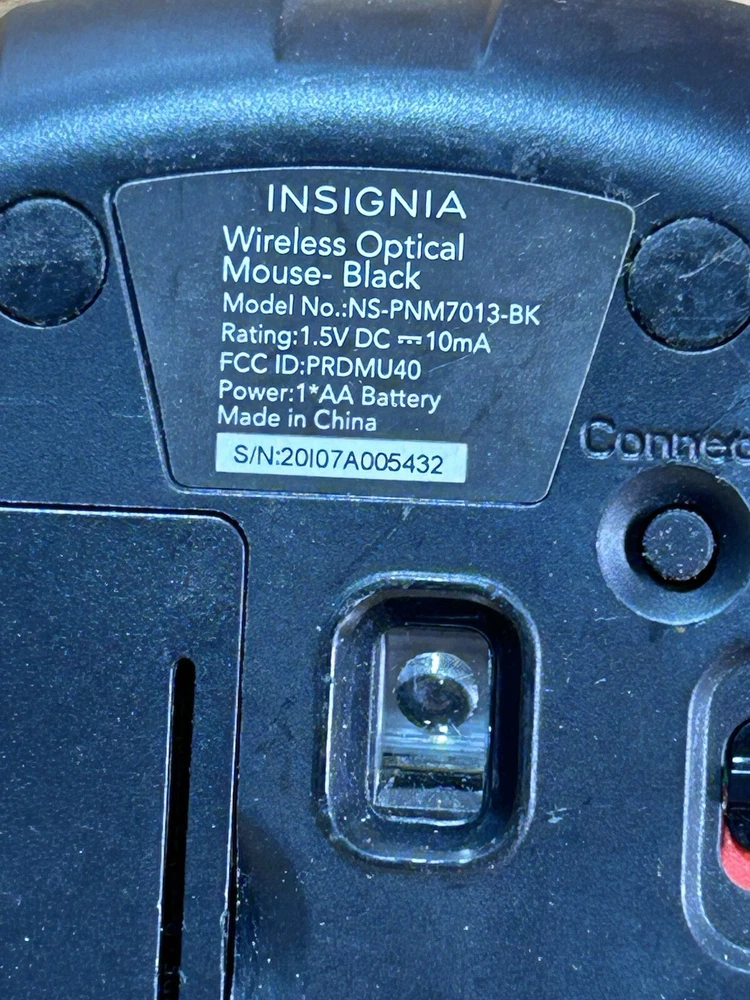 INSIGNIA
Wireless Optical
Mouse- Black
Model No.:NS-PNM7013-BK
Rating:1.5V DC ⎓10mA
FCC ID:PRDMU40
Power:1*AA Battery
Made in China
S/N:20I07A005432
Connec